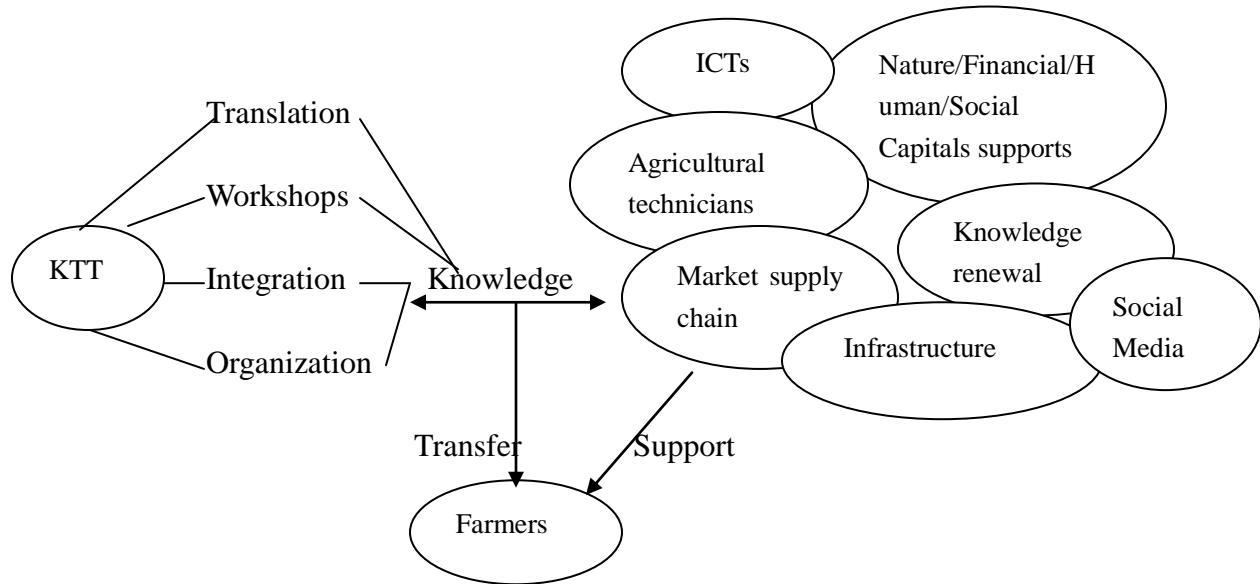 KTT
Translation
Workshops
Integration
Organization
Knowledge
Transfer
Support
Farmers
ICTs
Nature/Financial/H
uman/Social
Capitals supports
Agricultural
technicians
Market supply
chain
Knowledge
renewal
Infrastructure
Social
Media